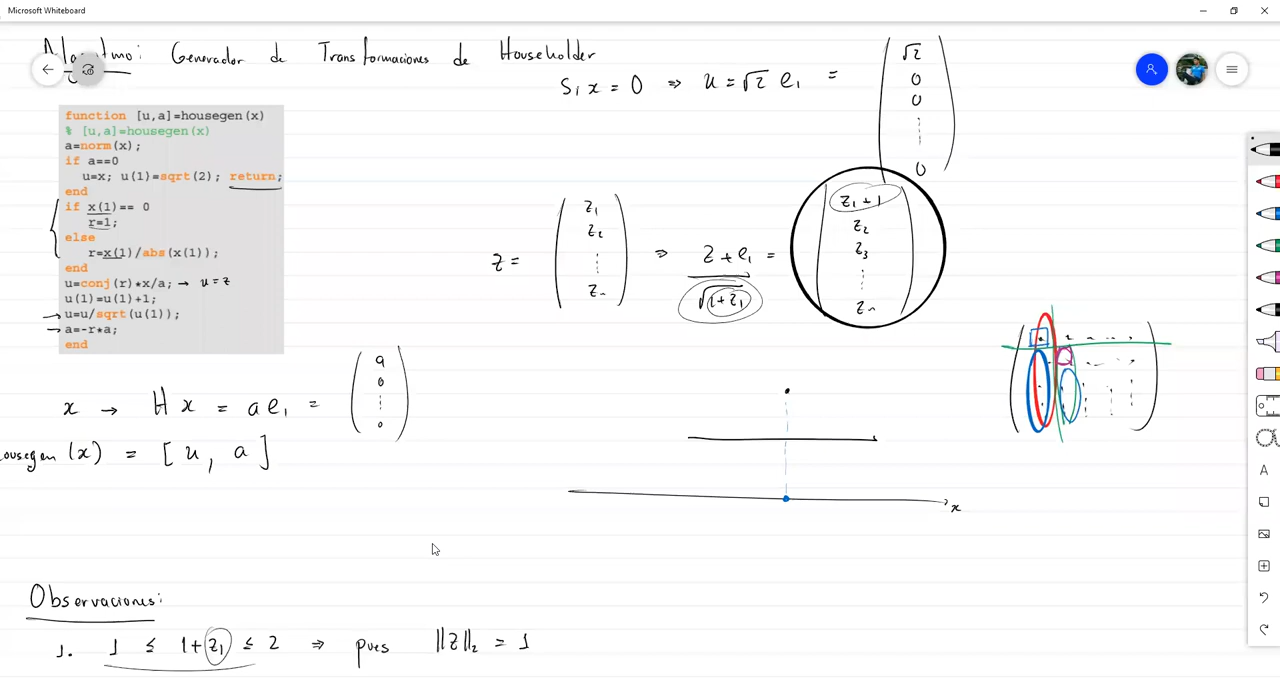 Microsoft Whiteboard
Algoritmo: Generador de Transformaciones de Householder
function [u,a]=housegen(x)
% [u,a]=housegen(x)
a=norm(x);
if a==0
u=x; u(1)=sqrt(2); return;
end
if x(1)== 0
r=1;
else
r=x(1)/abs(x(1));
end
u=conj(r)*x/a; → u = z
u(1)=u(1)+1;
u=u/sqrt(u(1));
a=-r*a;
end
Si x = 0 ⇒ u = √2 e₁ =
√2
0
0
⋮
0
z =
z₁
z₂
⋮
zₙ
⇒ z + e₁ =
√(1+z₁)
z₁ + 1
z₂
z₃
⋮
zₙ
x → H x = a e₁ =
a
0
⋮
0
housegen (x) = [ u , a ]
x
Observaciones:
1. 1 ≤ 1+z₁ ≤ 2 ⇒ pues ||z||₂ = 1
A